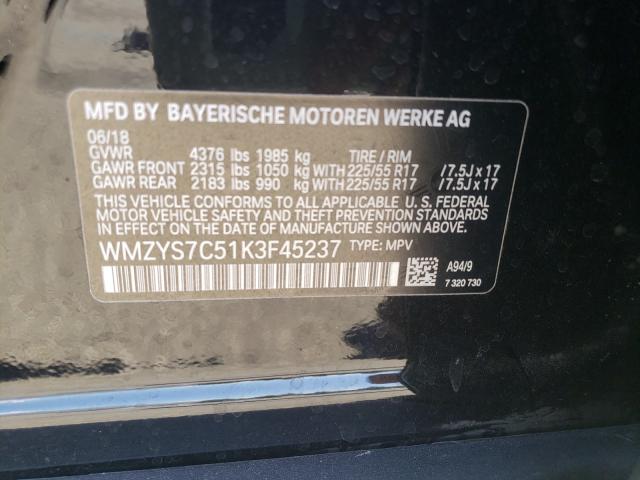 MFD BY BAYERISCHE MOTOREN WERKE AG
06/18
GVWR 4376 lbs 1985 kg TIRE / RIM
GAWR FRONT 2315 lbs 1050 kg WITH 225/55 R17 / 7.5J x 17
GAWR REAR 2183 lbs 990 kg WITH 225/55 R17 / 7.5J x 17
THIS VEHICLE CONFORMS TO ALL APPLICABLE U. S. FEDERAL
MOTOR VEHICLE SAFETY AND THEFT PREVENTION STANDARDS
IN EFFECT ON THE DATE OF MANUFACTURE SHOWN ABOVE.
WMZYS7C51K3F45237 TYPE: MPV
A94/9
7 320 730